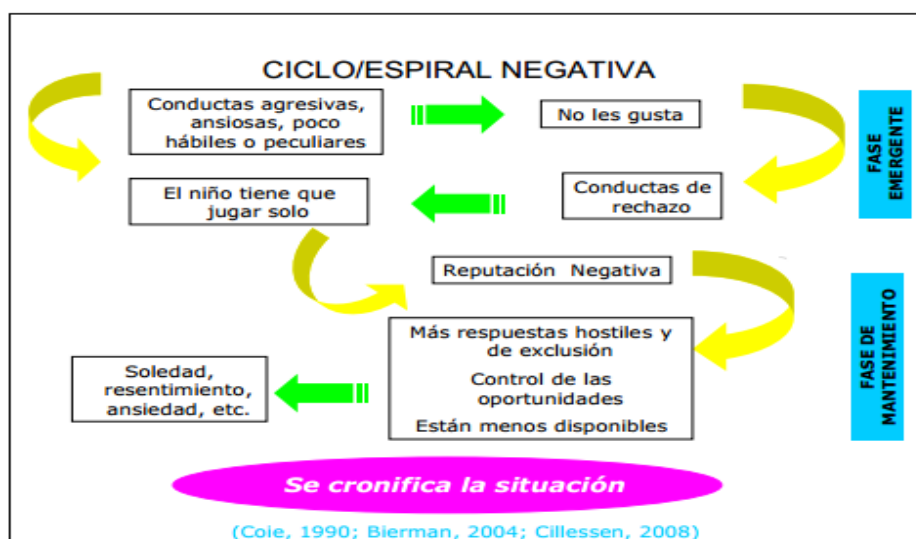 CICLO/ESPIRAL NEGATIVA
Conductas agresivas,
ansiosas, poco
hábiles o peculiares
No les gusta
FASE
EMERGENTE
El niño tiene que
jugar solo
Conductas de
rechazo
Reputación Negativa
FASE DE
MANTENIMIENTO
Más respuestas hostiles y
de exclusión
Control de las
oportunidades
Están menos disponibles
Soledad,
resentimiento,
ansiedad, etc.
Se cronifica la situación
(Coie, 1990; Bierman, 2004; Cillessen, 2008)